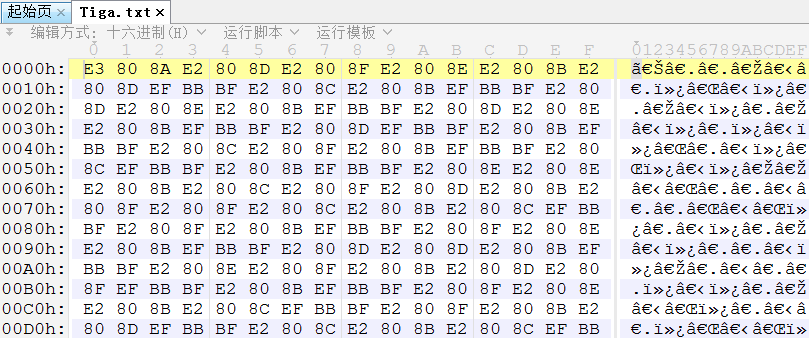 起始页 × Tiga.txt ×
编辑方式: 十六进制(H) 运行脚本 运行模板
0 1 2 3 4 5 6 7 8 9 A B C D E F 0123456789ABCDEF
0000h: E3 80 8A E2 80 8D E2 80 8F E2 80 8E E2 80 8B E2 ã€Šâ€.â€.â€Žâ€‹â
0010h: 80 8D EF BB BF E2 80 8C E2 80 8B EF BB BF E2 80 €.ï»¿â€Œâ€‹ï»¿â€
0020h: 8D E2 80 8E E2 80 8B EF BB BF E2 80 8D E2 80 8E .â€Žâ€‹ï»¿â€.â€Ž
0030h: E2 80 8B EF BB BF E2 80 8D EF BB BF E2 80 8B EF â€‹ï»¿â€.ï»¿â€‹ï
0040h: BB BF E2 80 8C E2 80 8F E2 80 8B EF BB BF E2 80 »¿â€Œâ€.â€‹ï»¿â€
0050h: 8C EF BB BF E2 80 8B EF BB BF E2 80 8E E2 80 8E Œï»¿â€‹ï»¿â€Žâ€Ž
0060h: E2 80 8B E2 80 8C E2 80 8F E2 80 8D E2 80 8B E2 â€‹â€Œâ€.â€.â€‹â
0070h: 80 8F E2 80 8F E2 80 8C E2 80 8B E2 80 8C EF BB €.â€.â€Œâ€‹â€Œï»
0080h: BF E2 80 8F E2 80 8B EF BB BF E2 80 8F E2 80 8E ¿â€.â€‹ï»¿â€.â€Ž
0090h: E2 80 8B EF BB BF E2 80 8D E2 80 8D E2 80 8B EF â€‹ï»¿â€.â€.â€‹ï
00A0h: BB BF E2 80 8E E2 80 8F E2 80 8B E2 80 8D E2 80 »¿â€Žâ€.â€‹â€.â€
00B0h: 8F EF BB BF E2 80 8B EF BB BF E2 80 8F E2 80 8E .ï»¿â€‹ï»¿â€.â€Ž
00C0h: E2 80 8B E2 80 8C EF BB BF E2 80 8F E2 80 8B E2 â€‹â€Œï»¿â€.â€‹â
00D0h: 80 8D EF BB BF E2 80 8C E2 80 8B E2 80 8C EF BB €.ï»¿â€Œâ€‹â€Œï»